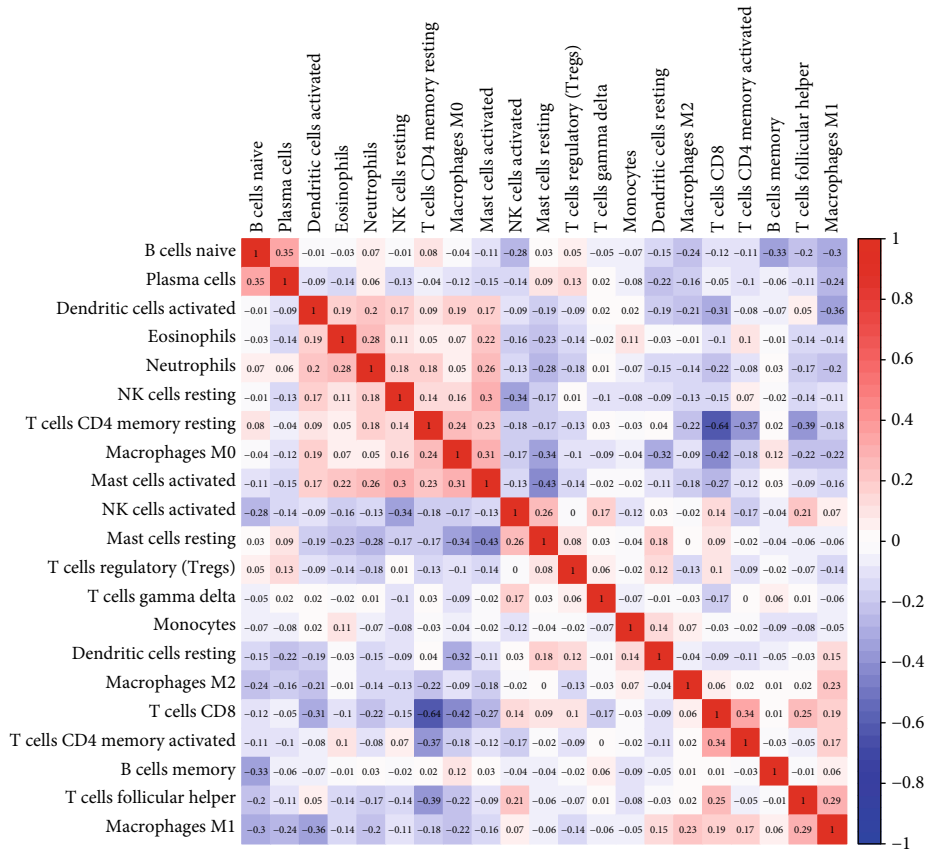 B cells naive
Plasma cells
Dendritic cells activated
Eosinophils
Neutrophils
NK cells resting
T cells CD4 memory resting
Macrophages M0
Mast cells activated
NK cells activated
Mast cells resting
T cells regulatory (Tregs)
T cells gamma delta
Monocytes
Dendritic cells resting
Macrophages M2
T cells CD8
T cells CD4 memory activated
B cells memory
T cells follicular helper
Macrophages M1
B cells naive 1 0.35 −0.01 −0.03 0.07 −0.01 0.08 −0.04 −0.11 −0.28 0.03 0.05 −0.05 −0.07 −0.15 −0.24 −0.12 −0.11 −0.33 −0.2 −0.3
Plasma cells 0.35 1 −0.09 −0.14 0.06 −0.13 −0.04 −0.12 −0.15 −0.14 0.09 0.13 0.02 −0.08 −0.22 −0.16 −0.05 −0.1 −0.06 −0.11 −0.24
Dendritic cells activated −0.01 −0.09 1 0.19 0.2 0.17 0.09 0.19 0.17 −0.09 −0.19 −0.09 0.02 0.02 −0.19 −0.21 −0.31 −0.08 −0.07 0.05 −0.36
Eosinophils −0.03 −0.14 0.19 1 0.28 0.11 0.05 0.07 0.22 −0.16 −0.23 −0.14 −0.02 0.11 −0.03 −0.01 −0.1 0.1 −0.01 −0.14 −0.14
Neutrophils 0.07 0.06 0.2 0.28 1 0.18 0.18 0.05 0.26 −0.13 −0.28 −0.18 0.01 −0.07 −0.15 −0.14 −0.22 −0.08 0.03 −0.17 −0.2
NK cells resting −0.01 −0.13 0.17 0.11 0.18 1 0.14 0.16 0.3 −0.34 −0.17 0.01 −0.1 −0.08 −0.09 −0.13 −0.15 0.07 −0.02 −0.14 −0.11
T cells CD4 memory resting 0.08 −0.04 0.09 0.05 0.18 0.14 1 0.24 0.23 −0.18 −0.17 −0.13 0.03 −0.03 0.04 −0.22 −0.64 −0.37 0.02 −0.39 −0.18
Macrophages M0 −0.04 −0.12 0.19 0.07 0.05 0.16 0.24 1 0.31 −0.17 −0.34 −0.1 −0.09 −0.04 −0.32 −0.09 −0.42 −0.18 0.12 −0.22 −0.22
Mast cells activated −0.11 −0.15 0.17 0.22 0.26 0.3 0.23 0.31 1 −0.13 −0.43 −0.14 −0.02 −0.02 −0.11 −0.18 −0.27 −0.12 0.03 −0.09 −0.16
NK cells activated −0.28 −0.14 −0.09 −0.16 −0.13 −0.34 −0.18 −0.17 −0.13 1 0.26 0 0.17 −0.12 0.03 −0.02 0.14 −0.17 −0.04 0.21 0.07
Mast cells resting 0.03 0.09 −0.19 −0.23 −0.28 −0.17 −0.17 −0.34 −0.43 0.26 1 0.08 0.03 −0.04 0.18 0 0.09 −0.02 −0.04 −0.06 −0.06
T cells regulatory (Tregs) 0.05 0.13 −0.09 −0.14 −0.18 0.01 −0.13 −0.1 −0.14 0 0.08 1 0.06 −0.02 0.12 −0.13 0.1 −0.09 −0.02 −0.07 −0.14
T cells gamma delta −0.05 0.02 0.02 −0.02 0.01 −0.1 0.03 −0.09 −0.02 0.17 0.03 0.06 1 −0.07 −0.01 −0.03 −0.17 0 0.06 0.01 −0.06
Monocytes −0.07 −0.08 0.02 0.11 −0.07 −0.08 −0.03 −0.04 −0.02 −0.12 −0.04 −0.02 −0.07 1 0.14 0.07 −0.03 −0.02 −0.09 −0.08 −0.05
Dendritic cells resting −0.15 −0.22 −0.19 −0.03 −0.15 −0.09 0.04 −0.32 −0.11 0.03 0.18 0.12 −0.01 0.14 1 −0.04 −0.09 −0.11 −0.05 −0.03 0.15
Macrophages M2 −0.24 −0.16 −0.21 −0.01 −0.14 −0.13 −0.22 −0.09 −0.18 −0.02 0 −0.13 −0.03 0.07 −0.04 1 0.06 0.02 0.01 0.02 0.23
T cells CD8 −0.12 −0.05 −0.31 −0.1 −0.22 −0.15 −0.64 −0.42 −0.27 0.14 0.09 0.1 −0.17 −0.03 −0.09 0.06 1 0.34 0.01 0.25 0.19
T cells CD4 memory activated −0.11 −0.1 −0.08 0.1 −0.08 0.07 −0.37 −0.18 −0.12 −0.17 −0.02 −0.09 0 −0.02 −0.11 0.02 0.34 1 −0.03 −0.05 0.17
B cells memory −0.33 −0.06 −0.07 −0.01 0.03 −0.02 0.02 0.12 0.03 −0.04 −0.04 −0.02 0.06 −0.09 −0.05 0.01 0.01 −0.03 1 −0.01 0.06
T cells follicular helper −0.2 −0.11 0.05 −0.14 −0.17 −0.14 −0.39 −0.22 −0.09 0.21 −0.06 −0.07 0.01 −0.08 −0.03 0.02 0.25 −0.05 −0.01 1 0.29
Macrophages M1 −0.3 −0.24 −0.36 −0.14 −0.2 −0.11 −0.18 −0.22 −0.16 0.07 −0.06 −0.14 −0.06 −0.05 0.15 0.23 0.19 0.17 0.06 0.29 1
1
0.8
0.6
0.4
0.2
0
−0.2
−0.4
−0.6
−0.8
−1